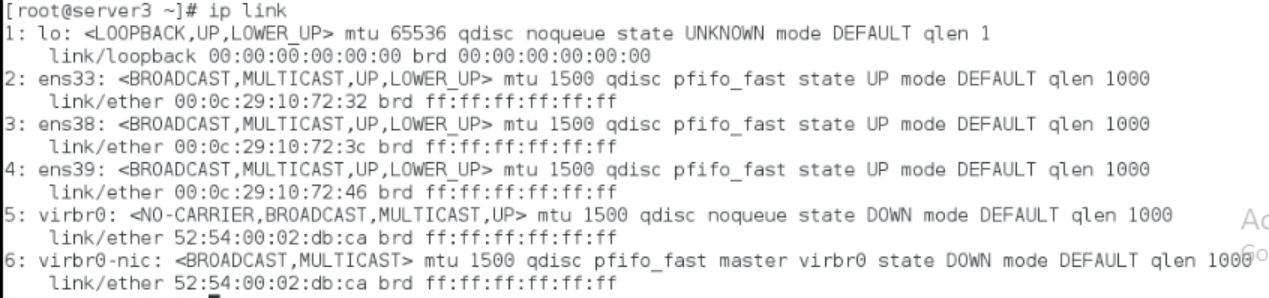 [root@server3 ~]# ip link
1: lo: <LOOPBACK,UP,LOWER_UP> mtu 65536 qdisc noqueue state UNKNOWN mode DEFAULT qlen 1
    link/loopback 00:00:00:00:00:00 brd 00:00:00:00:00:00
2: ens33: <BROADCAST,MULTICAST,UP,LOWER_UP> mtu 1500 qdisc pfifo_fast state UP mode DEFAULT qlen 1000
    link/ether 00:0c:29:10:72:32 brd ff:ff:ff:ff:ff:ff
3: ens38: <BROADCAST,MULTICAST,UP,LOWER_UP> mtu 1500 qdisc pfifo_fast state UP mode DEFAULT qlen 1000
    link/ether 00:0c:29:10:72:3c brd ff:ff:ff:ff:ff:ff
4: ens39: <BROADCAST,MULTICAST,UP,LOWER_UP> mtu 1500 qdisc pfifo_fast state UP mode DEFAULT qlen 1000
    link/ether 00:0c:29:10:72:46 brd ff:ff:ff:ff:ff:ff
5: virbr0: <NO-CARRIER,BROADCAST,MULTICAST,UP> mtu 1500 qdisc noqueue state DOWN mode DEFAULT qlen 1000
    link/ether 52:54:00:02:db:ca brd ff:ff:ff:ff:ff:ff
6: virbr0-nic: <BROADCAST,MULTICAST> mtu 1500 qdisc pfifo_fast master virbr0 state DOWN mode DEFAULT qlen 1000
    link/ether 52:54:00:02:db:ca brd ff:ff:ff:ff:ff:ff